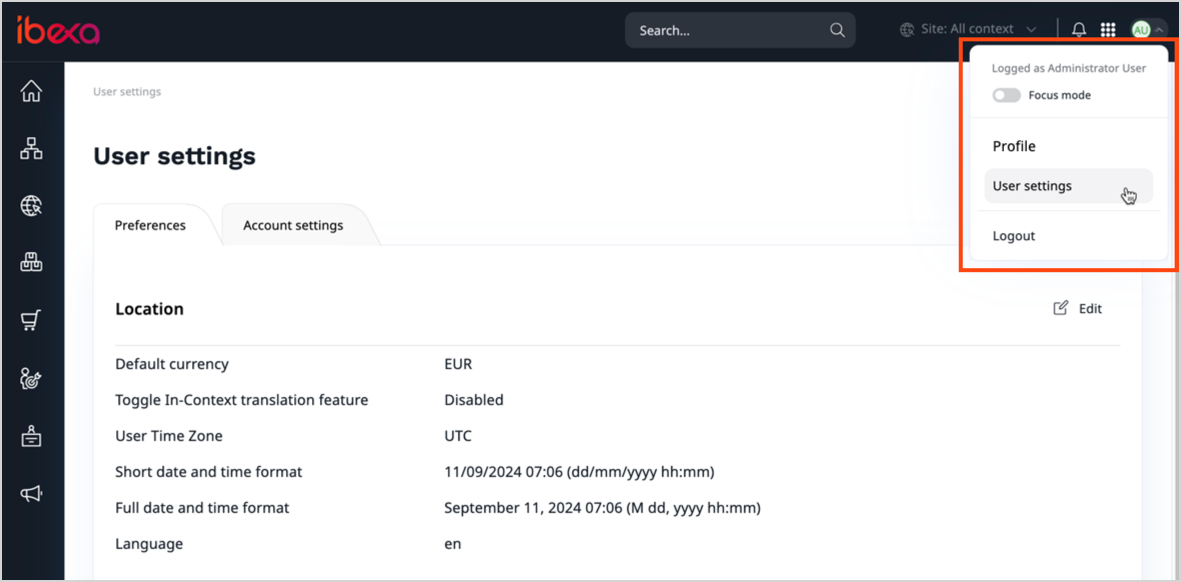 ibexa
Search...
Site: All context
AU
Logged as Administrator User
Focus mode
Profile
User settings
Logout
User settings
User settings
Preferences
Account settings
Location
Edit
Default currency EUR
Toggle In-Context translation feature Disabled
User Time Zone UTC
Short date and time format 11/09/2024 07:06 (dd/mm/yyyy hh:mm)
Full date and time format September 11, 2024 07:06 (M dd, yyyy hh:mm)
Language en